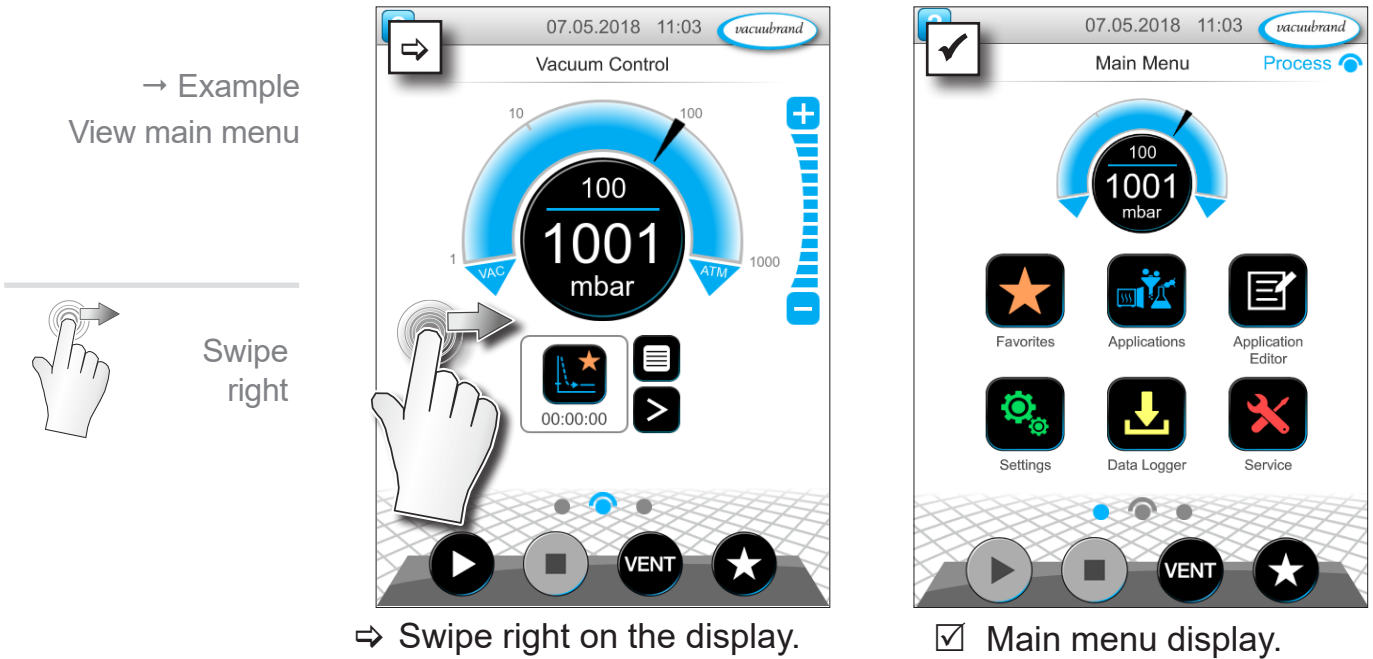 → Example
View main menu
Swipe
right
07.05.2018 11:03 vacuubrand
Vacuum Control
10
100
1
1000
VAC
ATM
100
1001
mbar
00:00:00
VENT
⇨ Swipe right on the display.
07.05.2018 11:03 vacuubrand
Main Menu Process
100
1001
mbar
Favorites Applications Application
Editor
Settings Data Logger Service
VENT
☑ Main menu display.